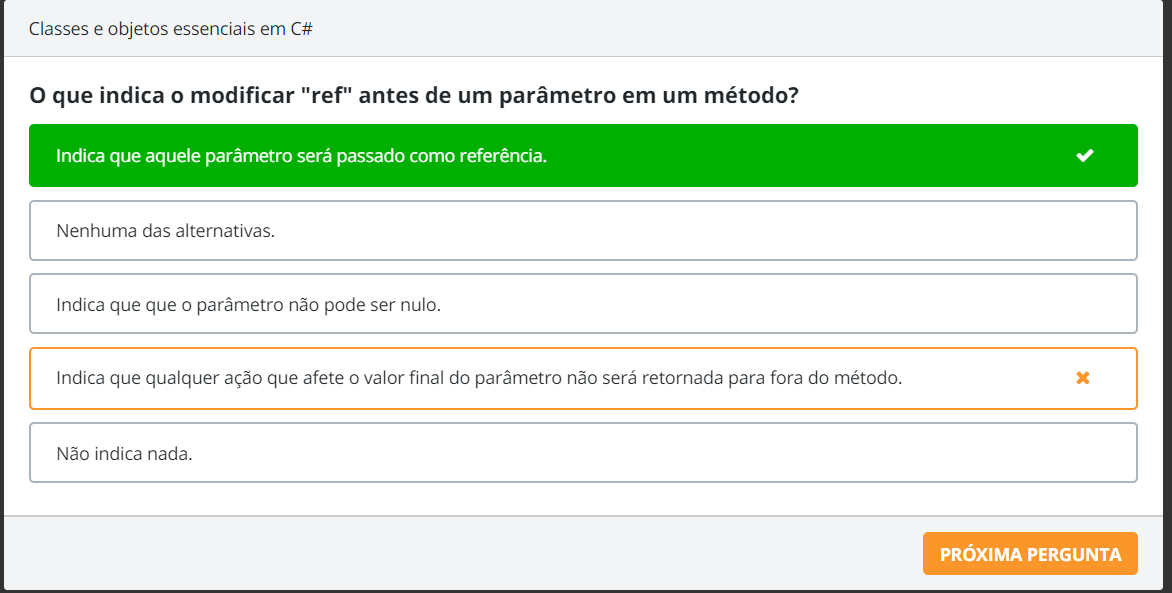 Classes e objetos essenciais em C#
O que indica o modificar "ref" antes de um parâmetro em um método?
Indica que aquele parâmetro será passado como referência.
Nenhuma das alternativas.
Indica que que o parâmetro não pode ser nulo.
Indica que qualquer ação que afete o valor final do parâmetro não será retornada para fora do método.
Não indica nada.
PRÓXIMA PERGUNTA